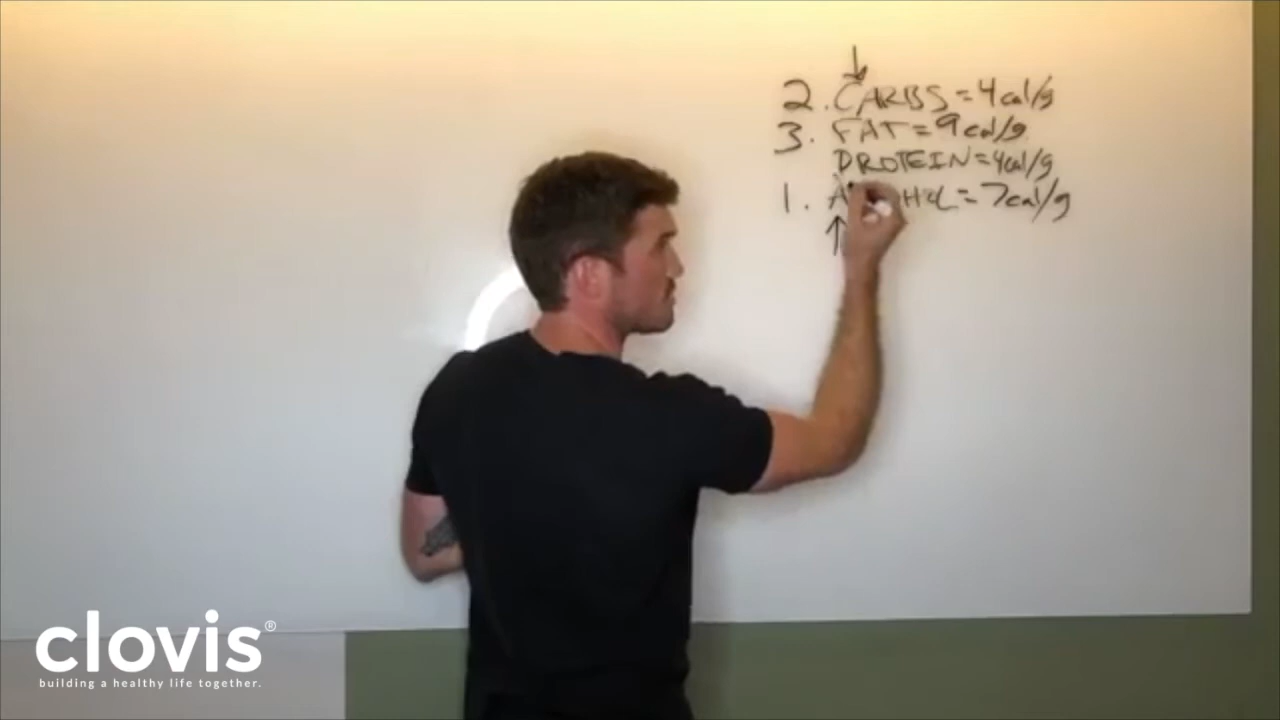 2. CARBS = 4cal/g
3. FAT = 9cal/g
PROTEIN = 4cal/g
1. = 7cal/g
clovis®
building a healthy life together.